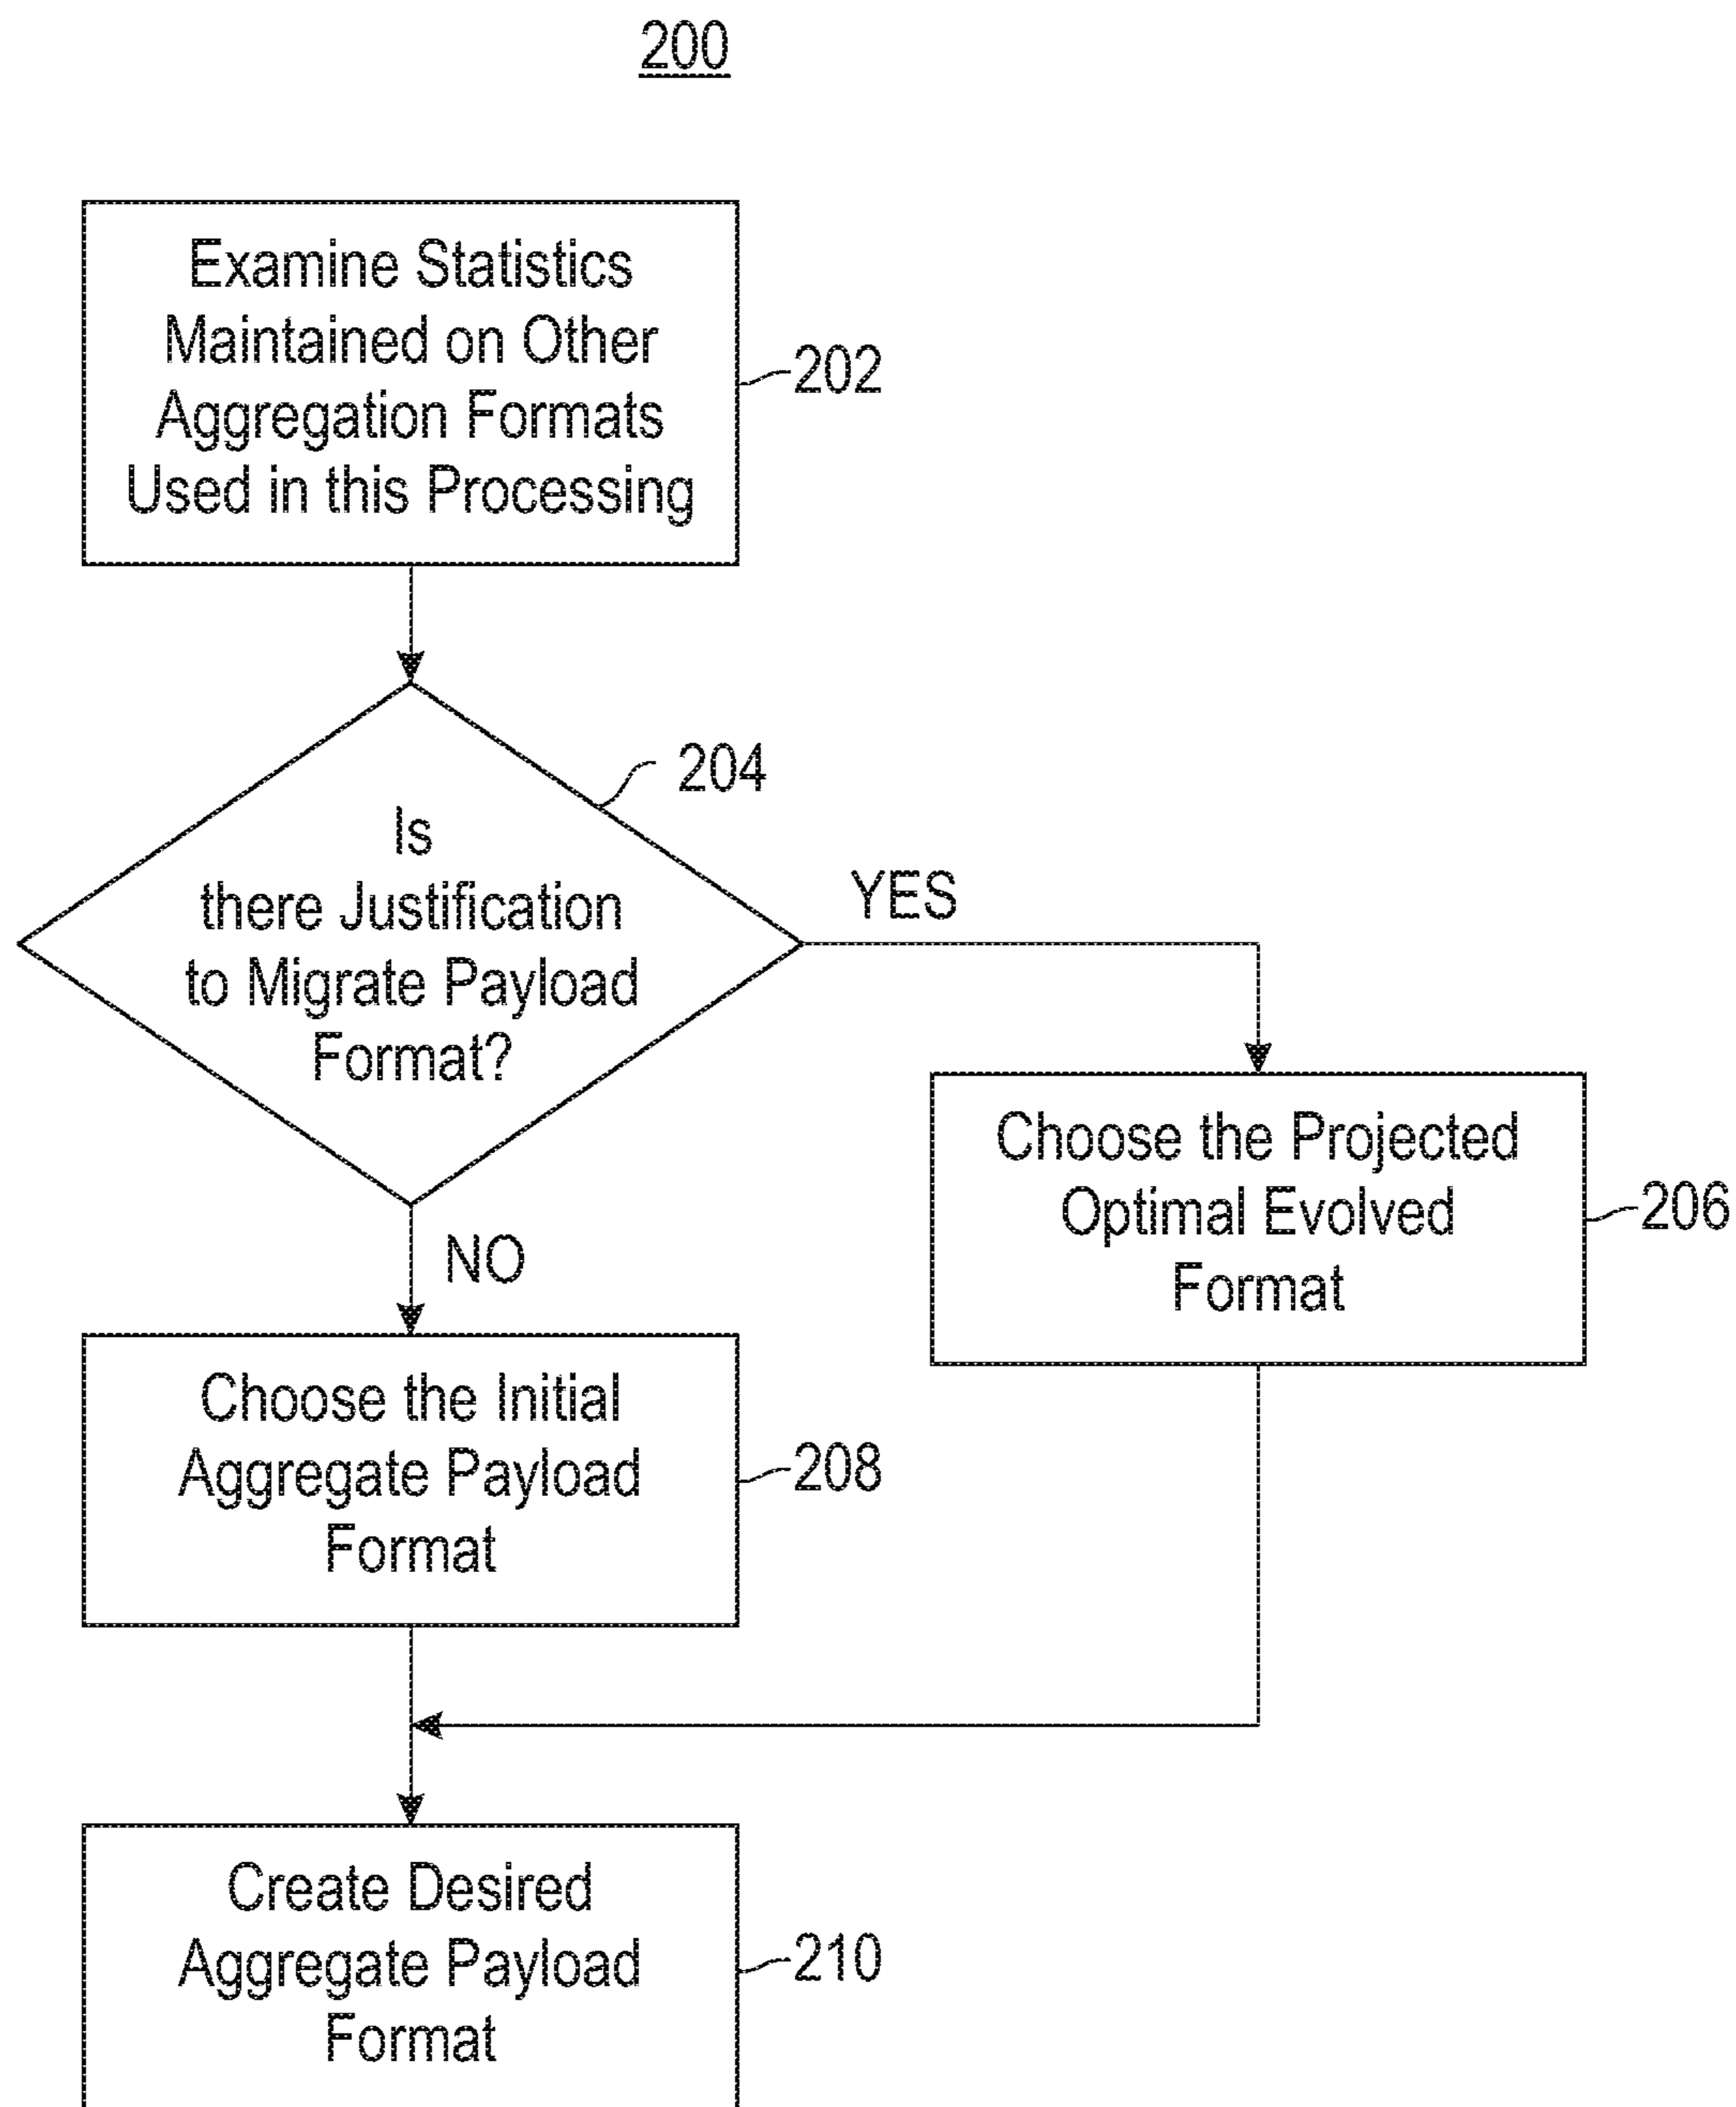 200
Examine Statistics
Maintained on Other
Aggregation Formats
Used in this Processing
202
204
Is
there Justification
to Migrate Payload
Format?
YES
Choose the Projected
Optimal Evolved
Format
206
NO
Choose the Initial
Aggregate Payload
Format
208
Create Desired
Aggregate Payload
Format
210